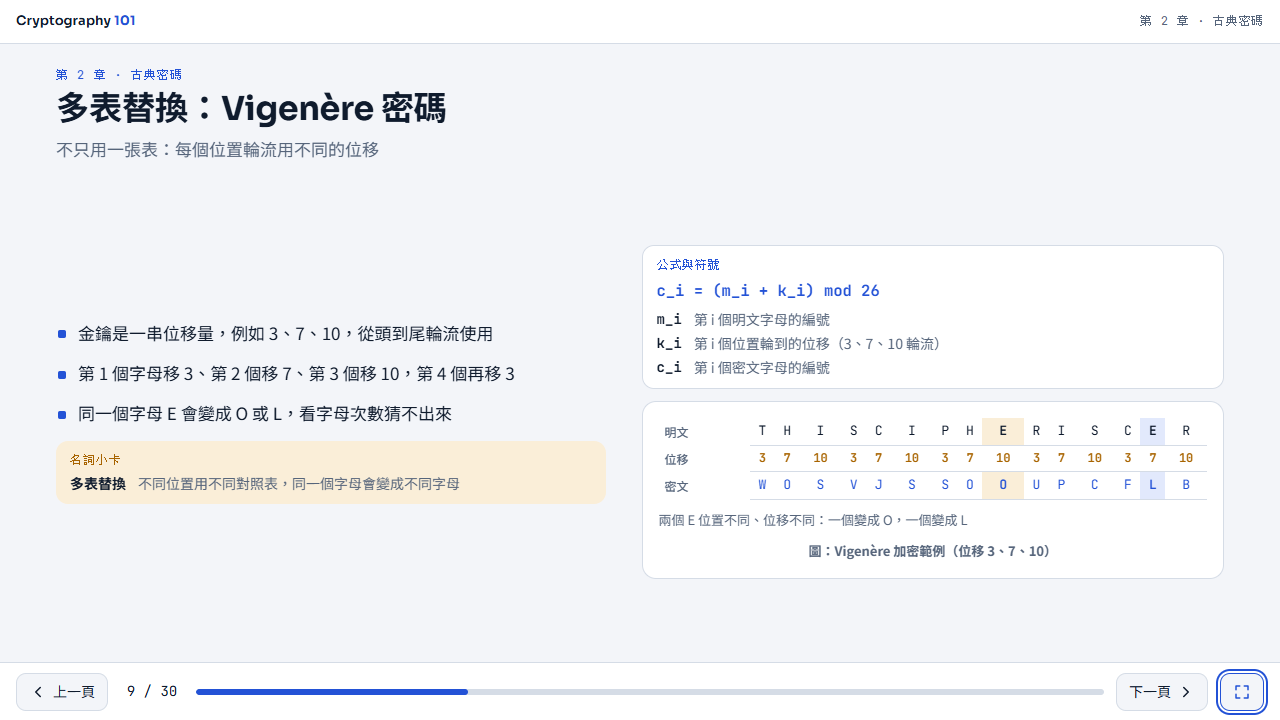 Cryptography 101
第 2 章 · 古典密碼
第 2 章 · 古典密碼
多表替換：Vigenère 密碼
不只用一張表：每個位置輪流用不同的位移
金鑰是一串位移量，例如 3、7、10，從頭到尾輪流使用
第 1 個字母移 3、第 2 個移 7、第 3 個移 10，第 4 個再移 3
同一個字母 E 會變成 O 或 L，看字母次數猜不出來
名詞小卡
多表替換 不同位置用不同對照表，同一個字母會變成不同字母
公式與符號
c_i = (m_i + k_i) mod 26
m_i 第 i 個明文字母的編號
k_i 第 i 個位置輪到的位移（3、7、10 輪流）
c_i 第 i 個密文字母的編號
明文 T H I S C I P H E R I S C E R
位移 3 7 10 3 7 10 3 7 10 3 7 10 3 7 10
密文 W O S V J S S O O U P C F L B
兩個 E 位置不同、位移不同：一個變成 O，一個變成 L
圖：Vigenère 加密範例（位移 3、7、10）
上一頁
9 / 30
下一頁